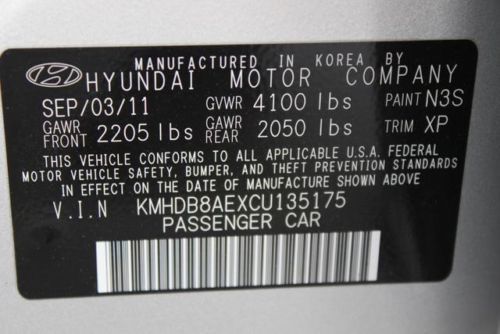 MANUFACTURED IN KOREA BY
HYUNDAI MOTOR COMPANY
SEP/03/11 GVWR 4100 lbs PAINT N3S
GAWR FRONT 2205 lbs GAWR REAR 2050 lbs TRIM XP
THIS VEHICLE CONFORMS TO ALL APPLICABLE U.S.A. FEDERAL
MOTOR VEHICLE SAFETY, BUMPER, AND THEFT PREVENTION STANDARDS
IN EFFECT ON THE DATE OF MANUFACTURE SHOWN ABOVE
V.I.N KMHDB8AEXCU135175
PASSENGER CAR